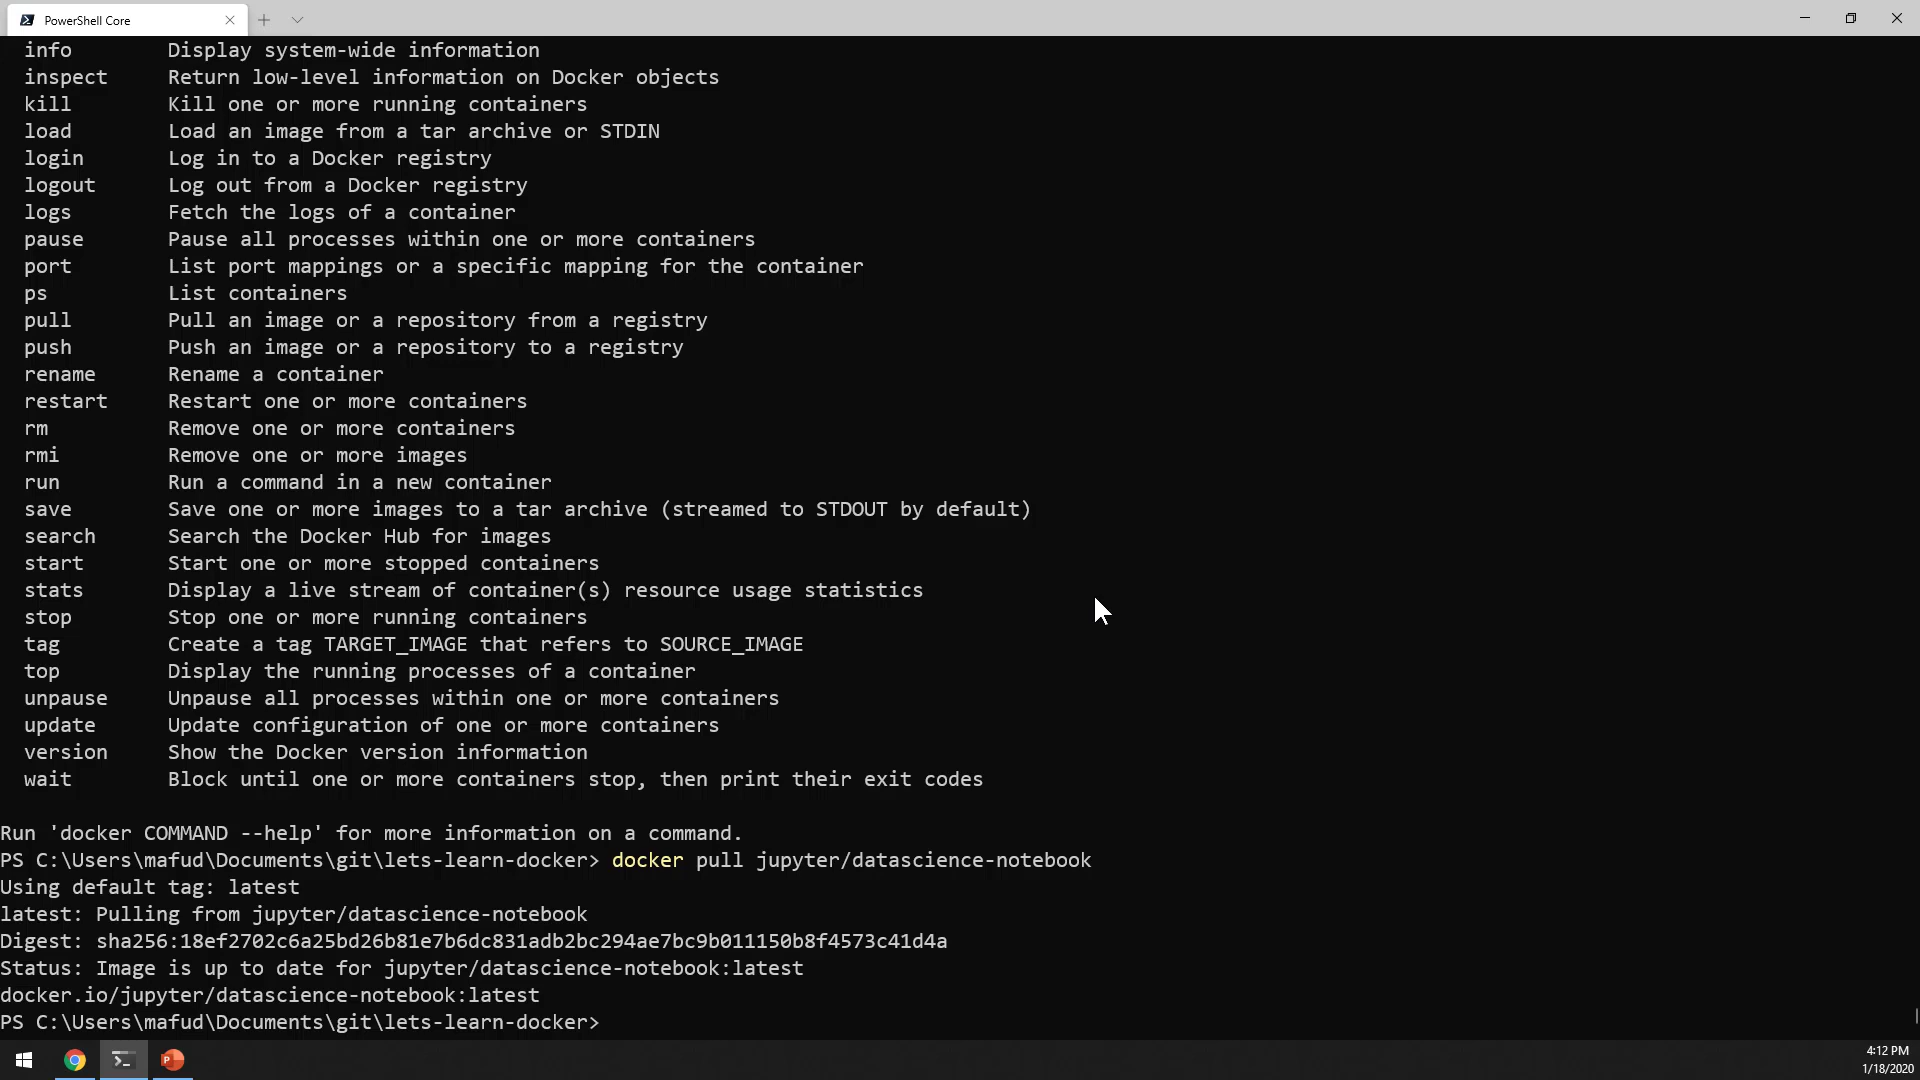 PowerShell Core
info Display system-wide information
inspect Return low-level information on Docker objects
kill Kill one or more running containers
load Load an image from a tar archive or STDIN
login Log in to a Docker registry
logout Log out from a Docker registry
logs Fetch the logs of a container
pause Pause all processes within one or more containers
port List port mappings or a specific mapping for the container
ps List containers
pull Pull an image or a repository from a registry
push Push an image or a repository to a registry
rename Rename a container
restart Restart one or more containers
rm Remove one or more containers
rmi Remove one or more images
run Run a command in a new container
save Save one or more images to a tar archive (streamed to STDOUT by default)
search Search the Docker Hub for images
start Start one or more stopped containers
stats Display a live stream of container(s) resource usage statistics
stop Stop one or more running containers
tag Create a tag TARGET_IMAGE that refers to SOURCE_IMAGE
top Display the running processes of a container
unpause Unpause all processes within one or more containers
update Update configuration of one or more containers
version Show the Docker version information
wait Block until one or more containers stop, then print their exit codes
Run 'docker COMMAND --help' for more information on a command.
PS C:\Users\mafud\Documents\git\lets-learn-docker> docker pull jupyter/datascience-notebook
Using default tag: latest
latest: Pulling from jupyter/datascience-notebook
Digest: sha256:18ef2702c6a25bd26b81e7b6dc831adb2bc294ae7bc9b011150b8f4573c41d4a
Status: Image is up to date for jupyter/datascience-notebook:latest
docker.io/jupyter/datascience-notebook:latest
PS C:\Users\mafud\Documents\git\lets-learn-docker>
4:12 PM
1/18/2020